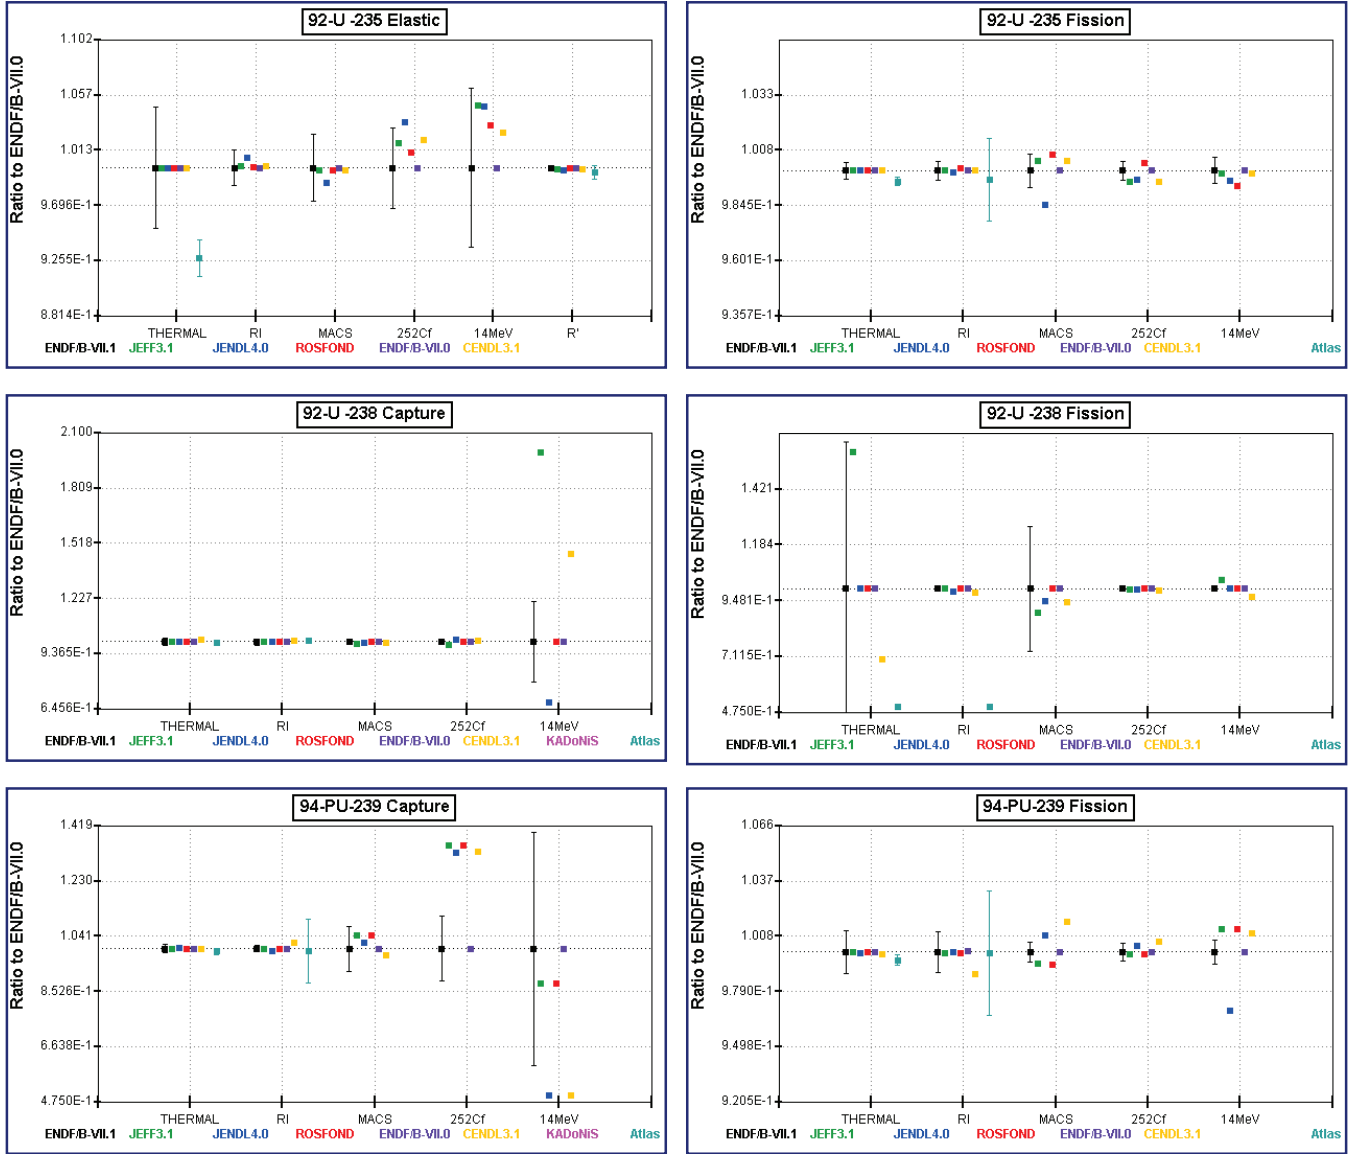 92-U -235 Elastic
Ratio to ENDF/B-VII.0
1.102
1.057
1.013
9.696E-1
9.255E-1
8.814E-1
THERMAL RI MACS 252Cf 14MeV R'
ENDF/B-VII.1 JEFF3.1 JENDL4.0 ROSFOND ENDF/B-VII.0 CENDL3.1
92-U -235 Fission
Ratio to ENDF/B-VII.0
1.033
1.008
9.845E-1
9.601E-1
9.357E-1
THERMAL RI MACS 252Cf 14MeV
ENDF/B-VII.1 JEFF3.1 JENDL4.0 ROSFOND ENDF/B-VII.0 CENDL3.1 Atlas
92-U -238 Capture
Ratio to ENDF/B-VII.0
2.100
1.809
1.518
1.227
9.365E-1
6.456E-1
THERMAL RI MACS 252Cf 14MeV
ENDF/B-VII.1 JEFF3.1 JENDL4.0 ROSFOND ENDF/B-VII.0 CENDL3.1 KADoNiS Atlas
92-U -238 Fission
Ratio to ENDF/B-VII.0
1.421
1.184
9.481E-1
7.115E-1
4.750E-1
THERMAL RI MACS 252Cf 14MeV
ENDF/B-VII.1 JEFF3.1 JENDL4.0 ROSFOND ENDF/B-VII.0 CENDL3.1 Atlas
94-PU-239 Capture
Ratio to ENDF/B-VII.0
1.419
1.230
1.041
8.526E-1
6.638E-1
4.750E-1
THERMAL RI MACS 252Cf 14MeV
ENDF/B-VII.1 JEFF3.1 JENDL4.0 ROSFOND ENDF/B-VII.0 CENDL3.1 KADoNiS Atlas
94-PU-239 Fission
Ratio to ENDF/B-VII.0
1.066
1.037
1.008
9.790E-1
9.498E-1
9.205E-1
THERMAL RI MACS 252Cf 14MeV
ENDF/B-VII.1 JEFF3.1 JENDL4.0 ROSFOND ENDF/B-VII.0 CENDL3.1 Atlas